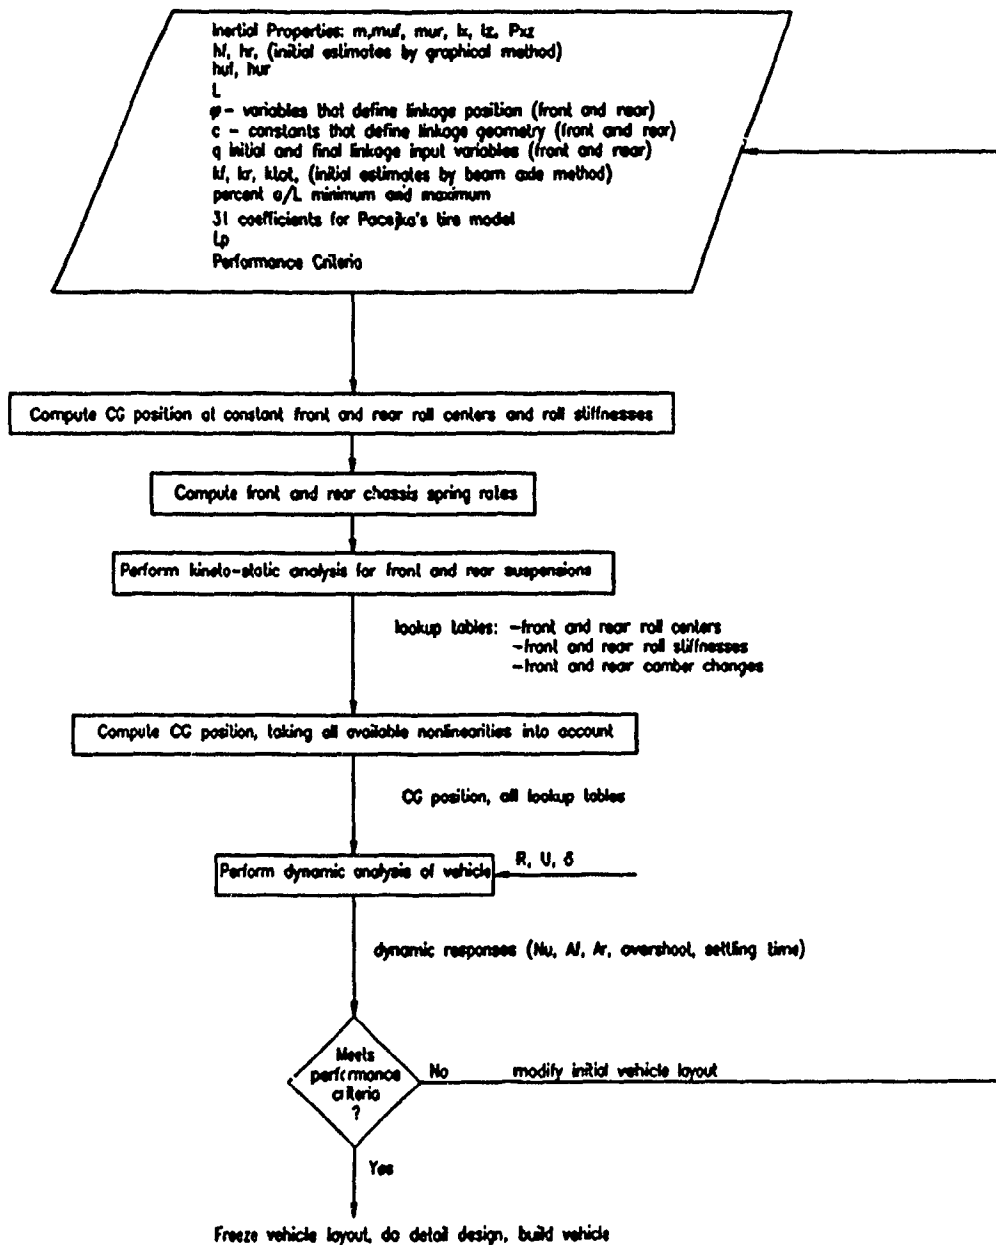 Inertial Properties: m,muf, mur, Ix, Iz, Pxz
hf, hr, (initial estimates by graphical method)
huf, hur
L
φ - variables that define linkage position (front and rear)
c - constants that define linkage geometry (front and rear)
q initial and final linkage input variables (front and rear)
kf, kr, ktot, (initial estimates by beam axle method)
percent a/L minimum and maximum
31 coefficients for Pacejka's tire model
Lp
Performance Criteria
Compute CG position at constant front and rear roll centers and roll stiffnesses
Compute front and rear chassis spring rates
Perform kineto-static analysis for front and rear suspensions
lookup tables: -front and rear roll centers
-front and rear roll stiffnesses
-front and rear camber changes
Compute CG position, taking all available nonlinearities into account
CG position, all lookup tables
R, U, δ
Perform dynamic analysis of vehicle
dynamic responses (Nu, Af, Ar, overshoot, settling time)
Meets
performance
criteria
?
No modify initial vehicle layout
Yes
Freeze vehicle layout, do detail design, build vehicle